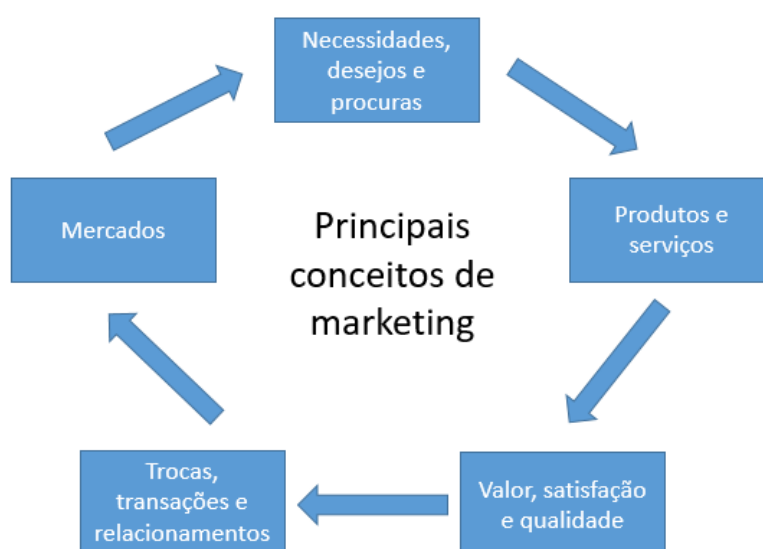 Necessidades,
desejos e
procuras
Mercados
Principais
conceitos de
marketing
Produtos e
serviços
Trocas,
transações e
relacionamentos
Valor, satisfação
e qualidade